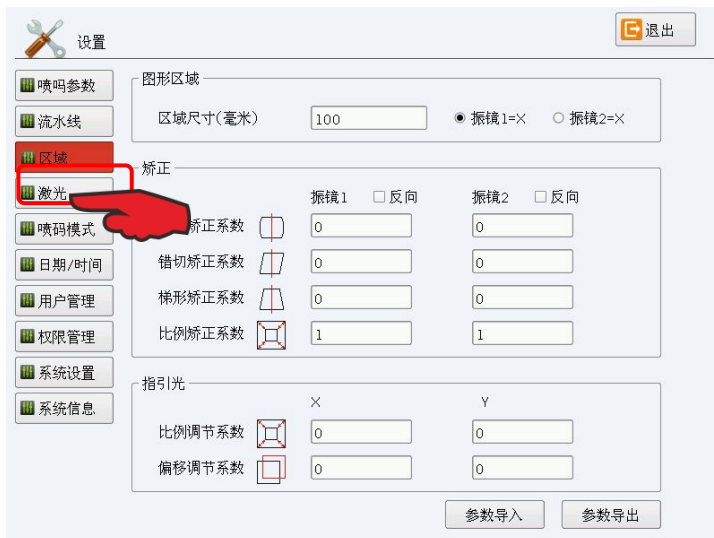 设置
退出
喷吗参数
流水线
区域
激光
喷码模式
日期/时间
用户管理
权限管理
系统设置
系统信息
图形区域
区域尺寸(毫米) 100 振镜1=X 振镜2=X
矫正
振镜1 反向 振镜2 反向
矫正系数 0 0
错切矫正系数 0 0
梯形矫正系数 0 0
比例矫正系数 1 1
指引光
X Y
比例调节系数 0 0
偏移调节系数 0 0
参数导入 参数导出